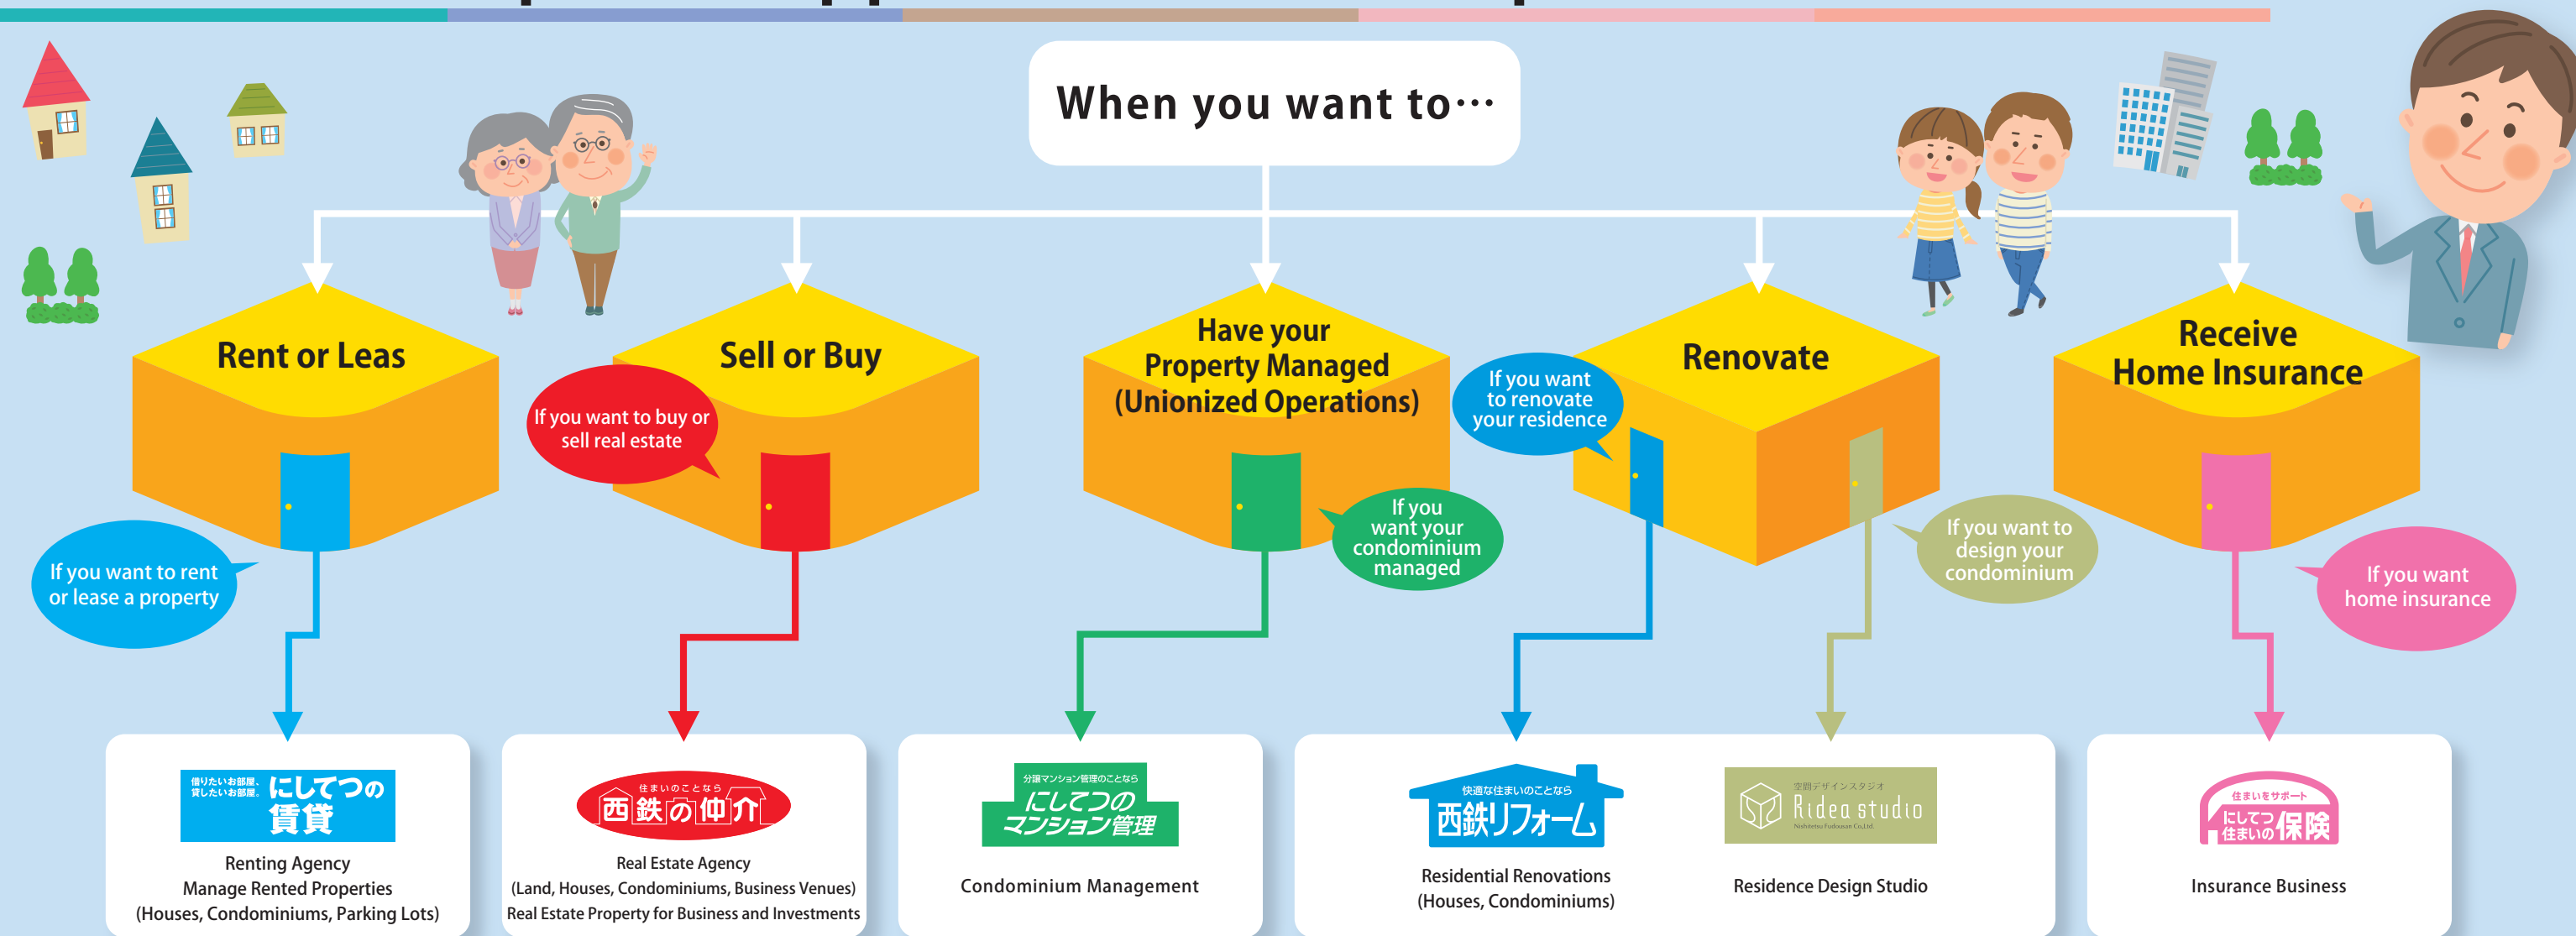 When you want to…
Rent or Leas
Sell or Buy
Have your
Property Managed
(Unionized Operations)
Renovate
Receive
Home Insurance
If you want to rent
or lease a property
If you want to buy or
sell real estate
If you
want your
condominium
managed
If you want
to renovate
your residence
If you want to
design your
condominium
If you want
home insurance
借りたいお部屋、
貸したいお部屋。
にしてつの
賃貸
Renting Agency
Manage Rented Properties
(Houses, Condominiums, Parking Lots)
住まいのことなら
西鉄の仲介
Real Estate Agency
(Land, Houses, Condominiums, Business Venues)
Real Estate Property for Business and Investments
分譲マンション管理のことなら
にしてつの
マンション管理
Condominium Management
快適な住まいのことなら
西鉄リフォーム
Residential Renovations
(Houses, Condominiums)
空間デザインスタジオ
Ridea studio
Nishitetsu Fudousan Co.,Ltd.
Residence Design Studio
住まいをサポート
にしてつ
住まいの保険
Insurance Business